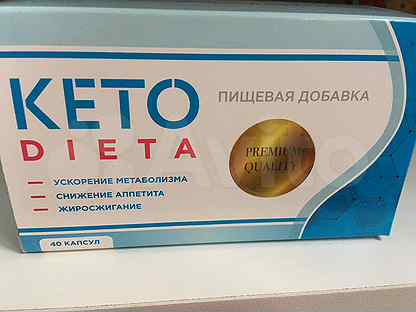 KETO
DIETA
ПИЩЕВАЯ ДОБАВКА
PREMIUM
QUALITY
УСКОРЕНИЕ МЕТАБОЛИЗМА
СНИЖЕНИЕ АППЕТИТА
ЖИРОСЖИГАНИЕ
40 КАПСУЛ